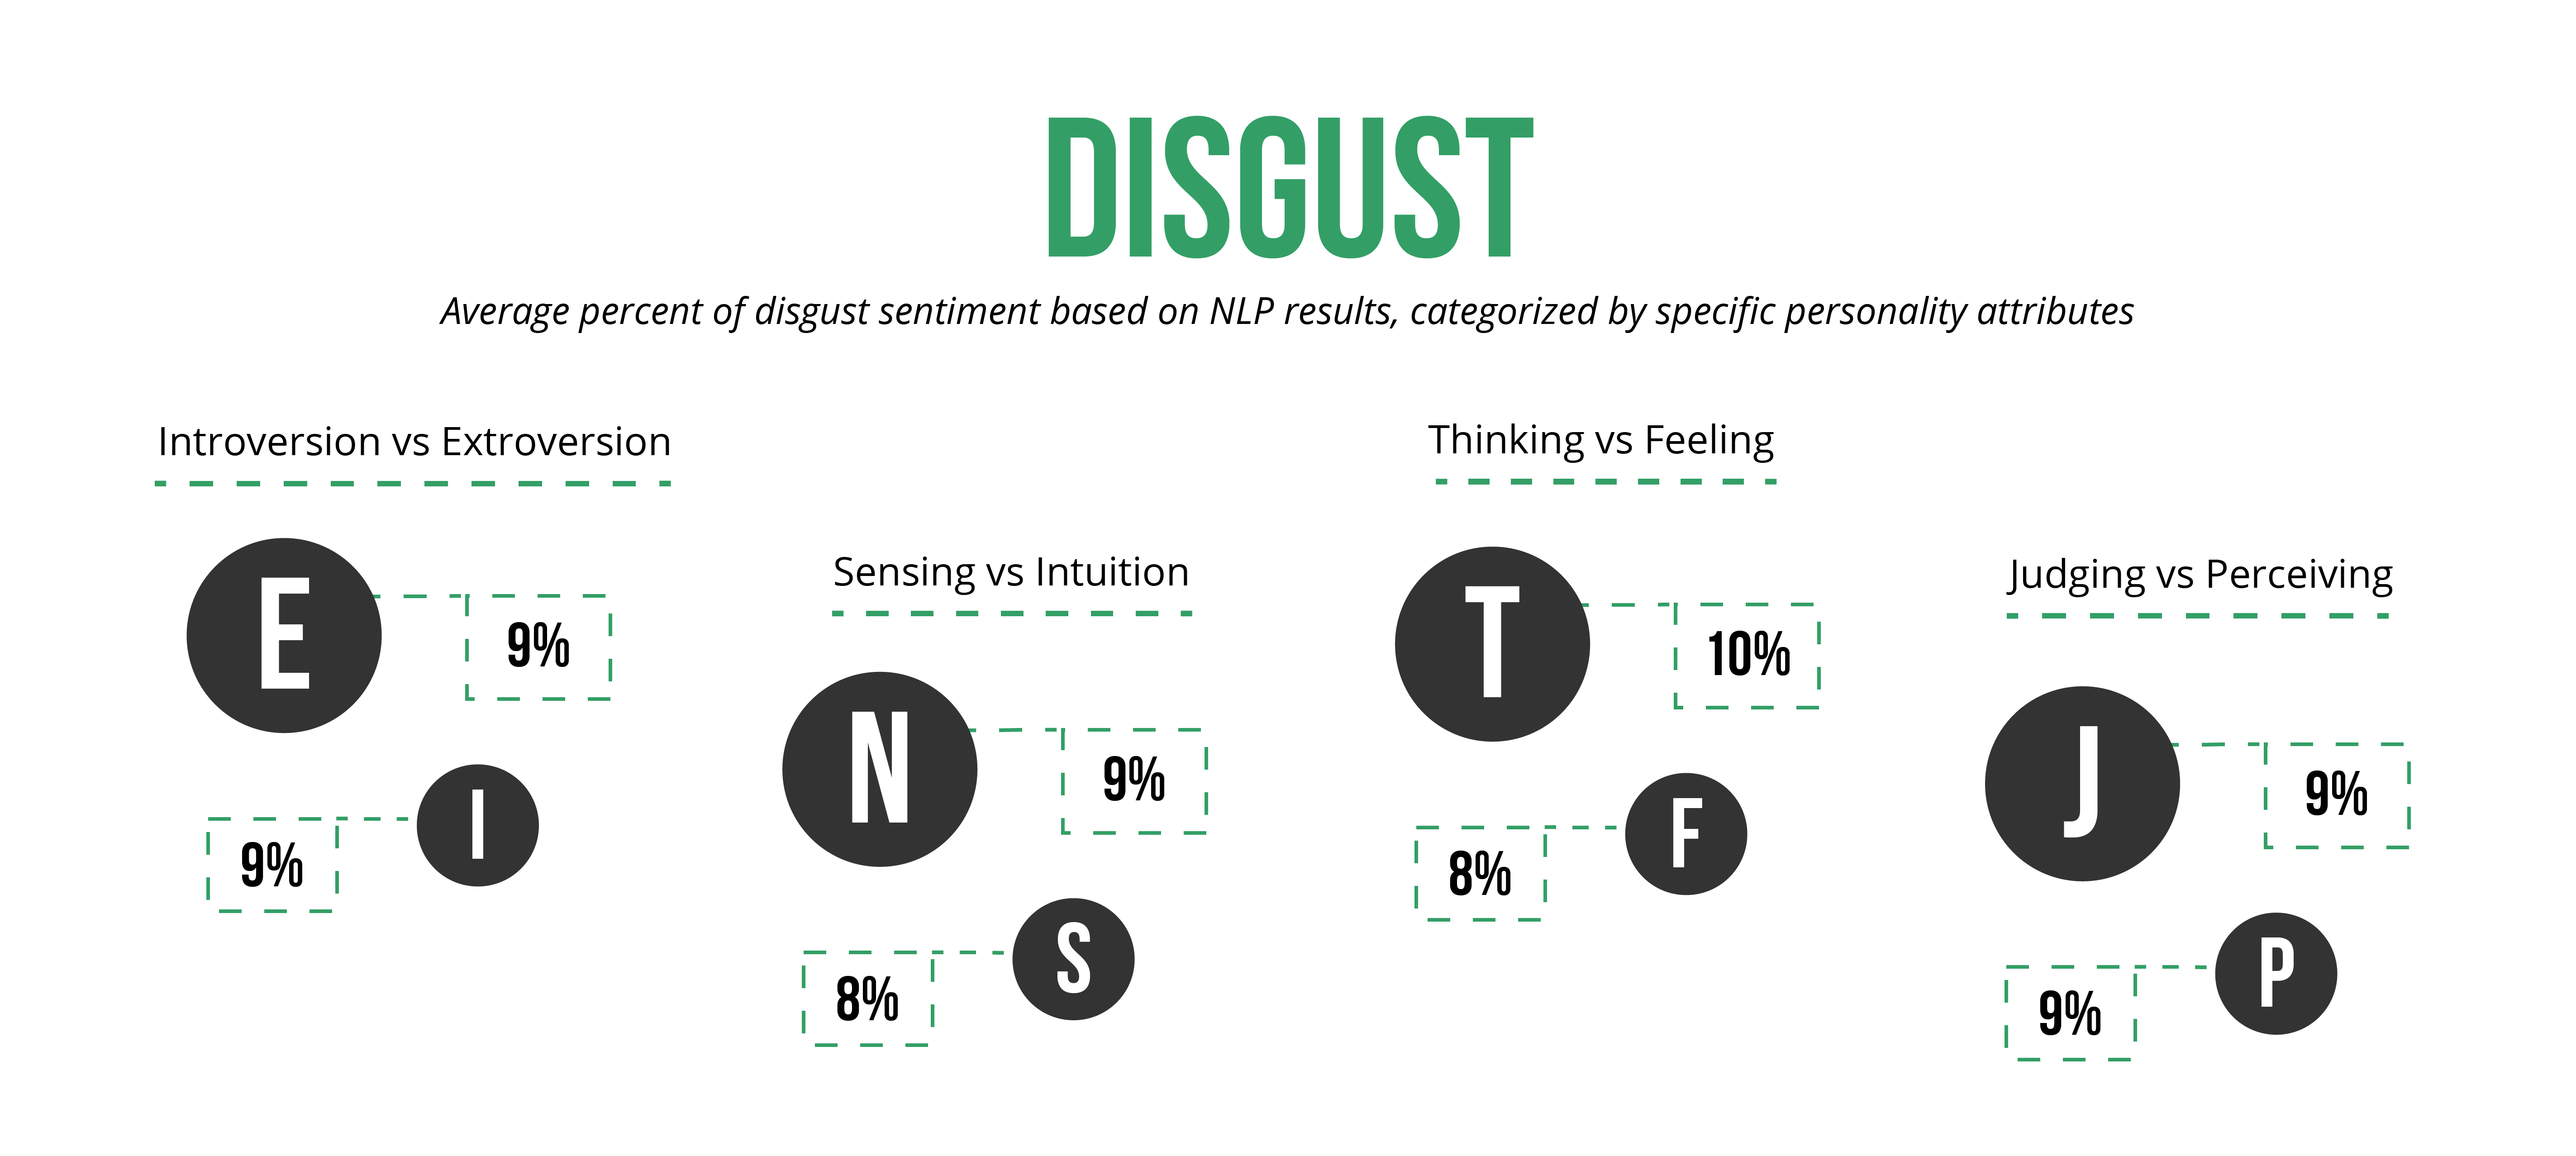 DISGUST
Average percent of disgust sentiment based on NLP results, categorized by specific personality attributes
Introversion vs Extroversion
E
9%
I
9%
Sensing vs Intuition
N
9%
S
8%
Thinking vs Feeling
T
10%
F
8%
Judging vs Perceiving
J
9%
P
9%